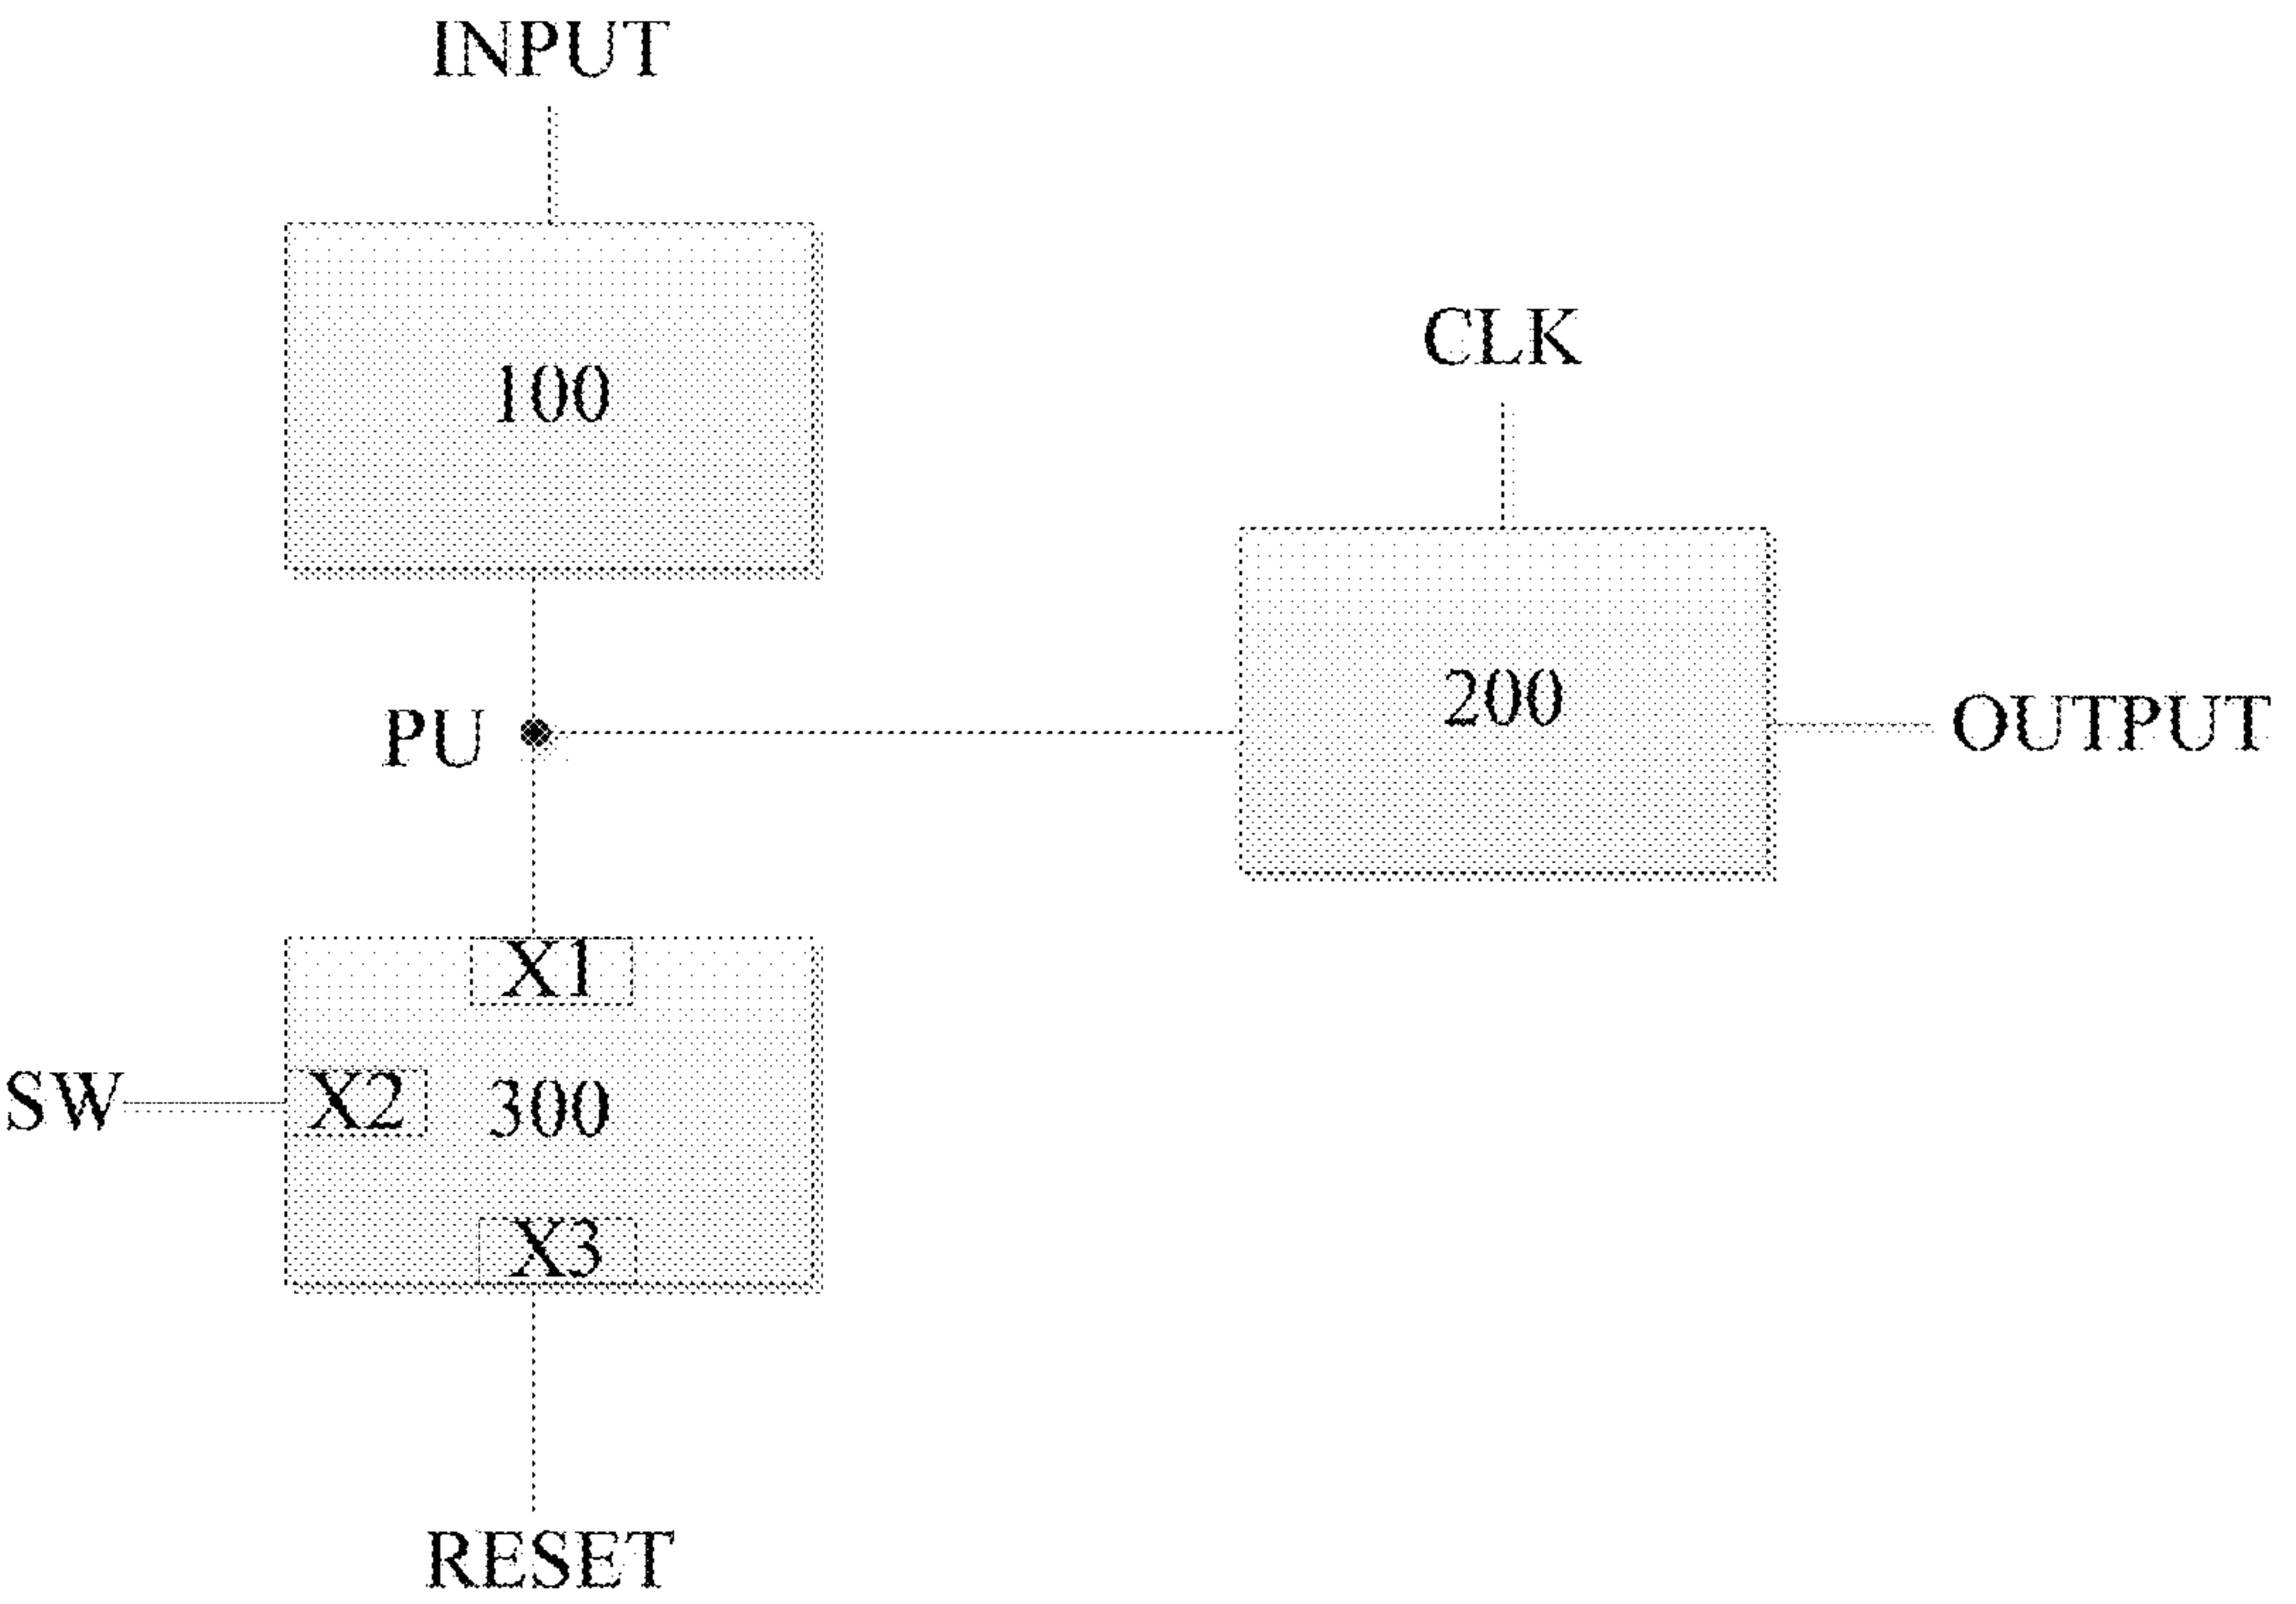 INPUT
100
CLK
200
PU
OUTPUT
X1
SW
X2
300
X3
RESET